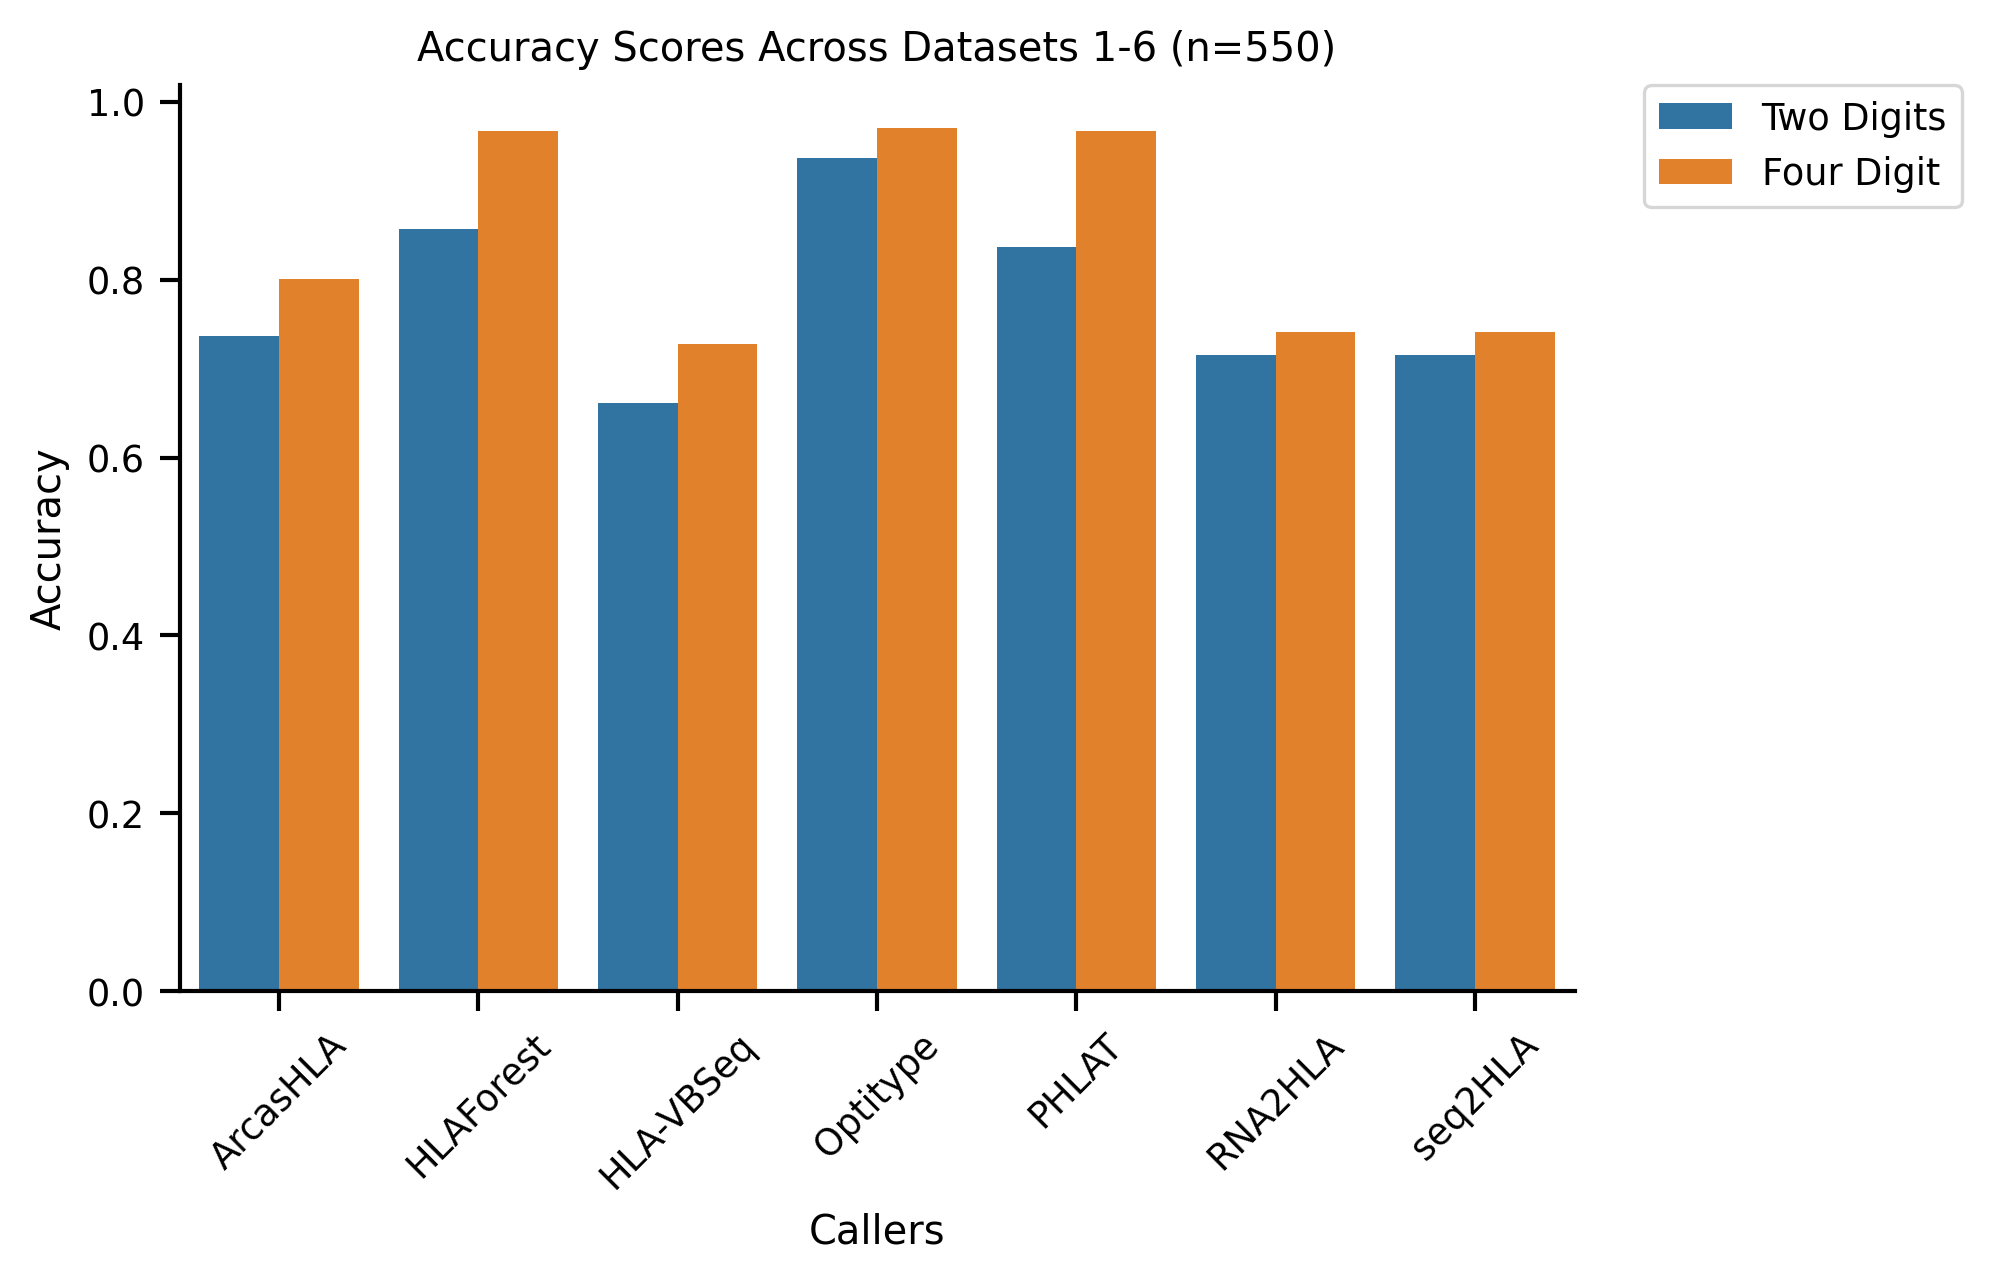 Accuracy Scores Across Datasets 1-6 (n=550)
Two Digits
Four Digit
Accuracy
1.0
0.8
0.6
0.4
0.2
0.0
ArcasHLA
HLAForest
HLA-VBSeq
Optitype
PHLAT
RNA2HLA
seq2HLA
Callers